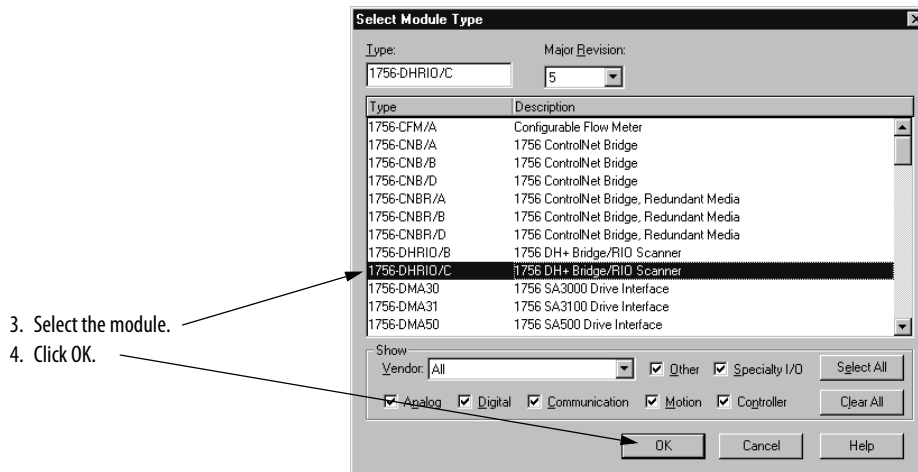 Select Module Type
Type:
Major Revision:
1756-DHRIO/C
5
Type Description
1756-CFM/A Configurable Flow Meter
1756-CNB/A 1756 ControlNet Bridge
1756-CNB/B 1756 ControlNet Bridge
1756-CNB/D 1756 ControlNet Bridge
1756-CNBR/A 1756 ControlNet Bridge, Redundant Media
1756-CNBR/B 1756 ControlNet Bridge, Redundant Media
1756-CNBR/D 1756 ControlNet Bridge, Redundant Media
1756-DHRIO/B 1756 DH+ Bridge/RIO Scanner
1756-DHRIO/C 1756 DH+ Bridge/RIO Scanner
1756-DMA30 1756 SA3000 Drive Interface
1756-DMA31 1756 SA3100 Drive Interface
1756-DMA50 1756 SA500 Drive Interface
3. Select the module.
4. Click OK.
Show
Vendor: All Other Specialty I/O Select All
Analog Digital Communication Motion Controller Clear All
OK Cancel Help